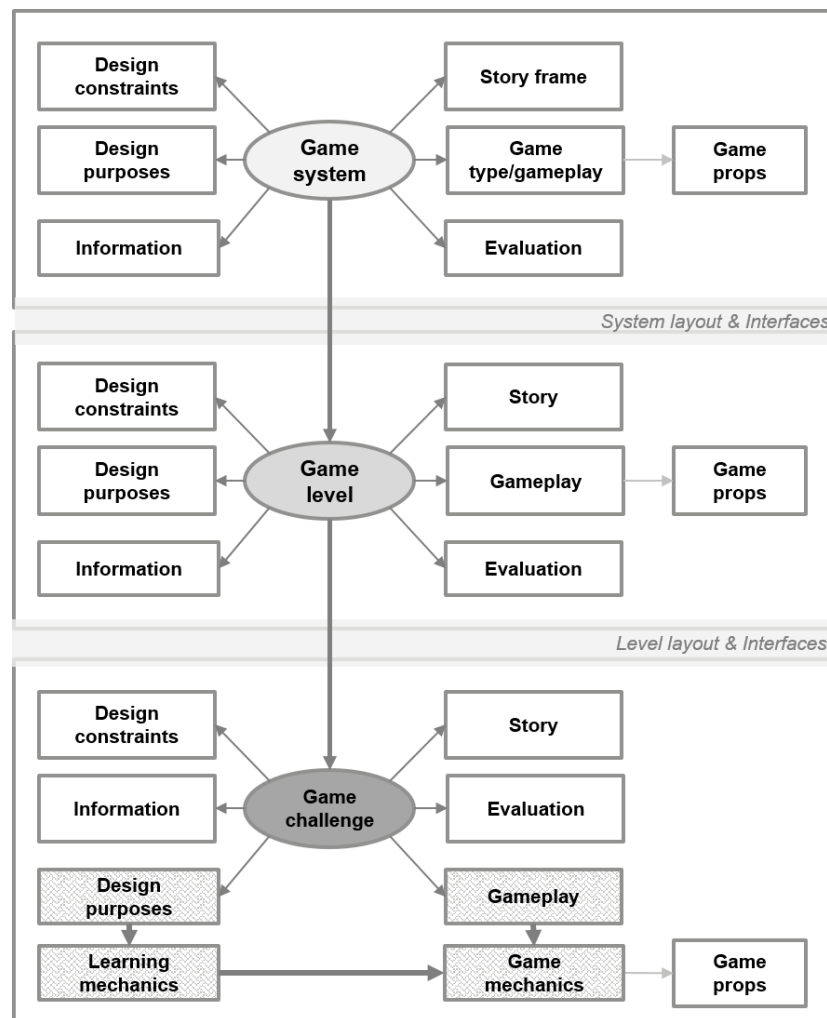 Design
constraints
Story frame
Game
system
Design
purposes
Game
type/gameplay
Game
props
Information
Evaluation
System layout & Interfaces
Design
constraints
Story
Game
level
Design
purposes
Gameplay
Game
props
Information
Evaluation
Level layout & Interfaces
Design
constraints
Story
Game
challenge
Information
Evaluation
Design
purposes
Gameplay
Learning
mechanics
Game
mechanics
Game
props